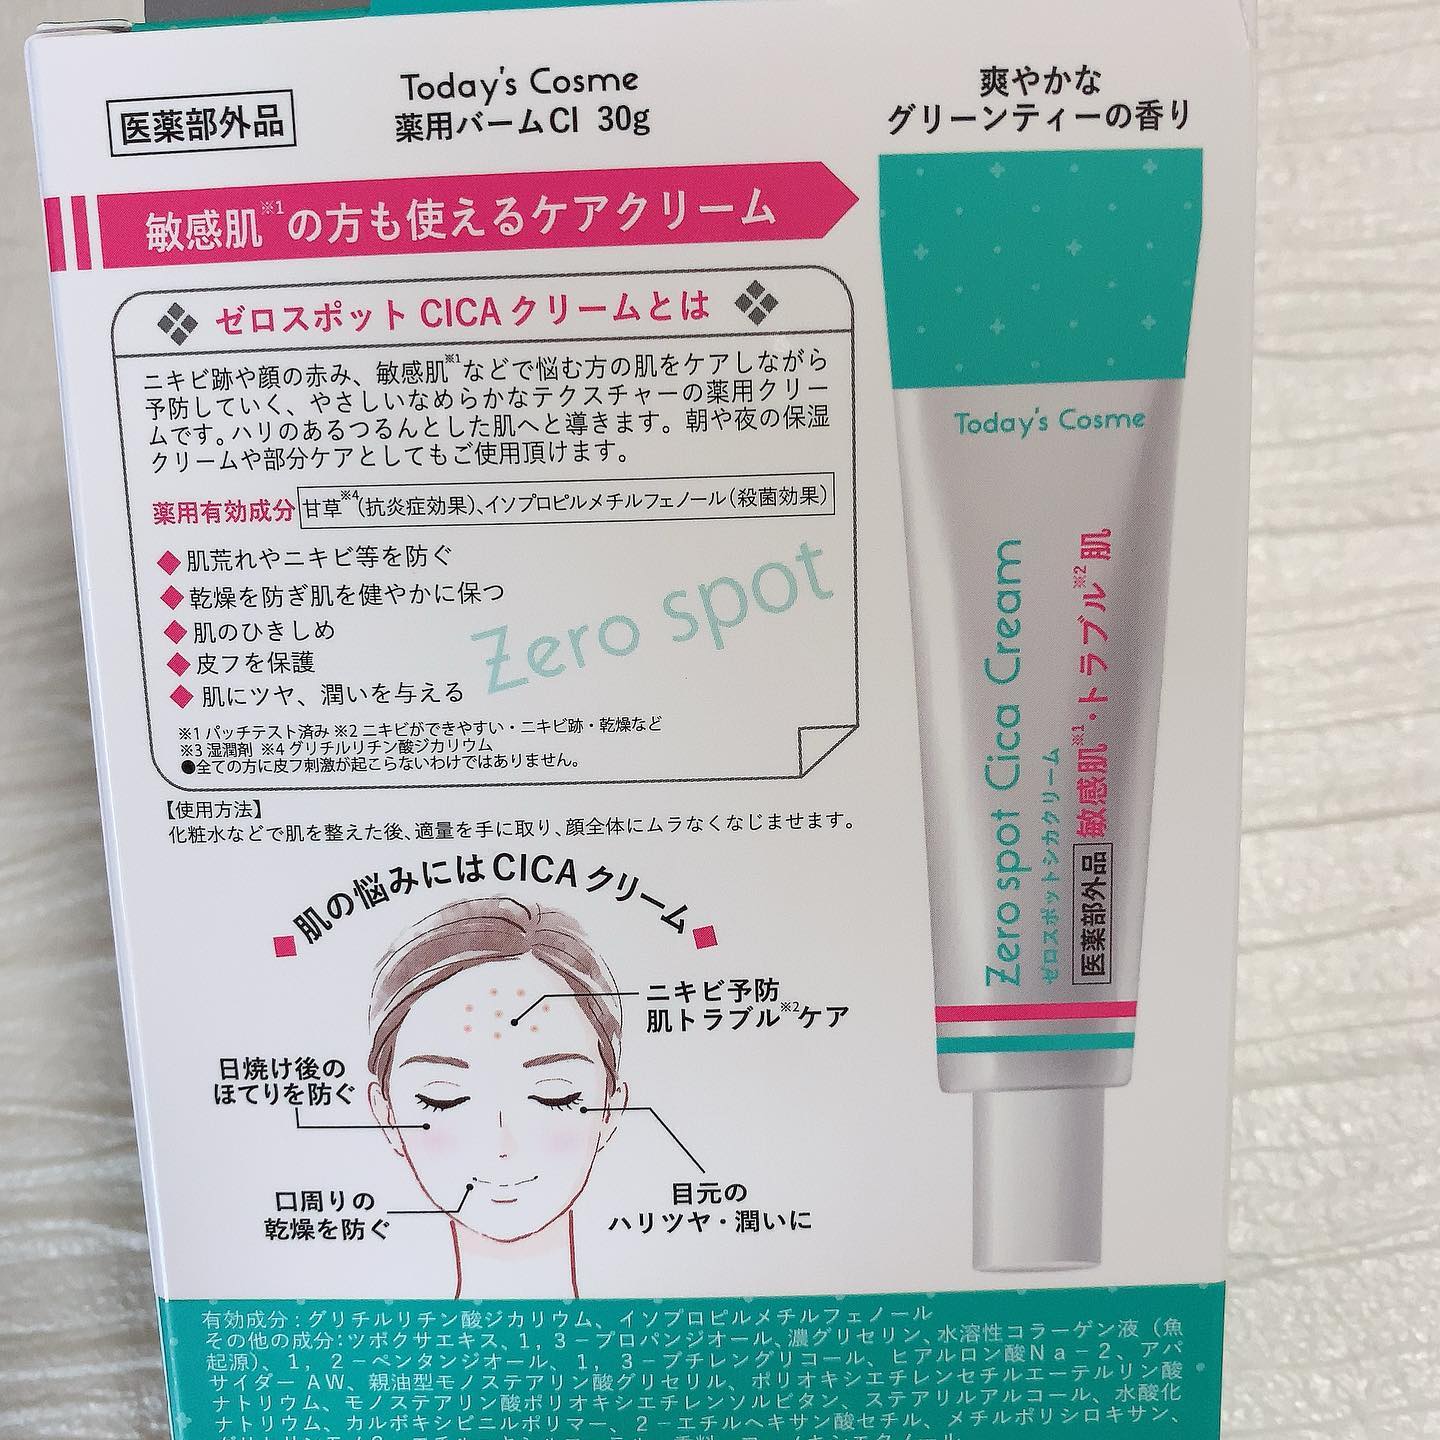 医薬部外品
Today's Cosme
薬用バームCI 30g
爽やかな
グリーンティーの香り
敏感肌※1の方も使えるケアクリーム
ゼロスポットCICAクリームとは
ニキビ跡や顔の赤み、敏感肌※1などで悩む方の肌をケアしながら
予防していく、やさしいなめらかなテクスチャーの薬用クリー
ムです。ハリのあるつるんとした肌へと導きます。朝や夜の保湿
クリームや部分ケアとしてもご使用頂けます。
薬用有効成分 甘草※4(抗炎症効果)、イソプロピルメチルフェノール(殺菌効果)
◆肌荒れやニキビ等を防ぐ
◆乾燥を防ぎ肌を健やかに保つ
◆肌のひきしめ
◆皮フを保護
◆肌にツヤ、潤いを与える
Zero spot
※1 パッチテスト済み ※2 ニキビができやすい・ニキビ跡・乾燥など
※3 湿潤剤 ※4 グリチルリチン酸ジカリウム
●全ての方に皮フ刺激が起こらないわけではありません。
【使用方法】
化粧水などで肌を整えた後、適量を手に取り、顔全体にムラなくなじませます。
肌の悩みにはCICAクリーム
ニキビ予防
肌トラブル※2ケア
日焼け後の
ほてりを防ぐ
口周りの
乾燥を防ぐ
目元の
ハリツヤ・潤いに
Today's Cosme
Zero spot Cica Cream
ゼロスポットシカクリーム
医薬部外品 敏感肌※1・トラブル※2肌
有効成分：グリチルリチン酸ジカリウム、イソプロピルメチルフェノール
その他の成分：ツボクサエキス、1，3－プロパンジオール、濃グリセリン、水溶性コラーゲン液（魚
起源）、1，2－ペンタンジオール、1，3－ブチレングリコール、ヒアルロン酸Na－2、アパ
サイダーAW、親油型モノステアリン酸グリセリル、ポリオキシエチレンセチルエーテルリン酸
ナトリウム、モノステアリン酸ポリオキシエチレンソルビタン、ステアリルアルコール、水酸化
ナトリウム、カルボキシビニルポリマー、2－エチルヘキサン酸セチル、メチルポリシロキサン、